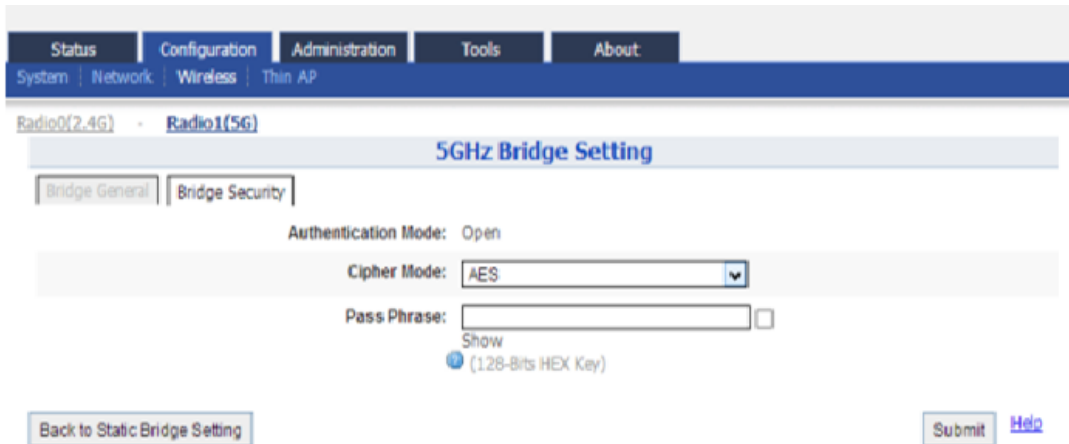 Status Configuration Administration Tools About
System Network Wireless Thin AP
Radio0(2.4G) - Radio1(5G)
5GHz Bridge Setting
Bridge General Bridge Security
Authentication Mode: Open
Cipher Mode: AES
Pass Phrase:
Show
? (128-Bits HEX Key)
Back to Static Bridge Setting Submit Help